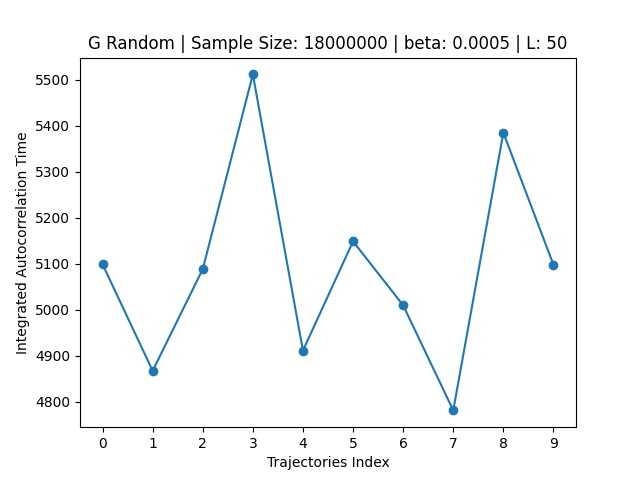 G Random | Sample Size: 18000000 | beta: 0.0005 | L: 50
5500
5400
5300
5200
5100
5000
4900
4800
Integrated Autocorrelation Time
0 1 2 3 4 5 6 7 8 9
Trajectories Index